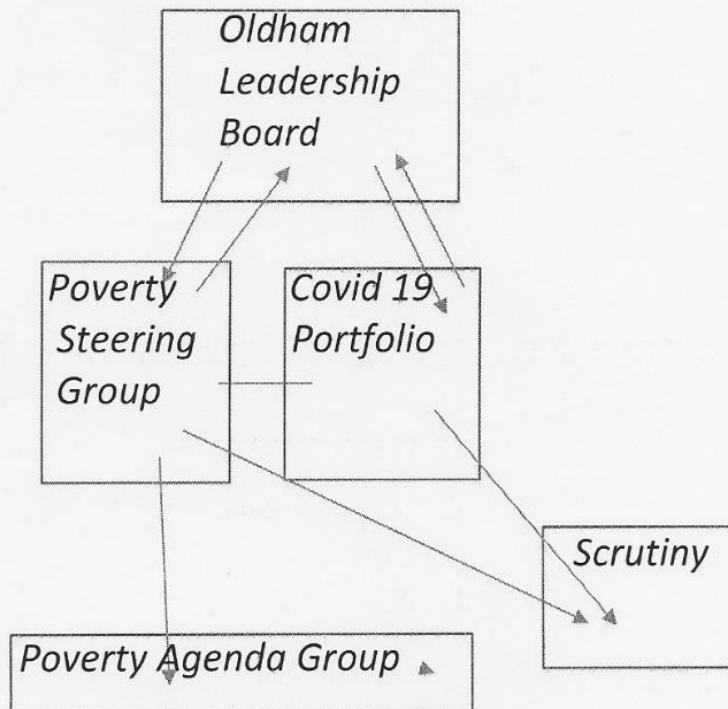 Oldham
Leadership
Board
Poverty
Steering
Group
Covid 19
Portfolio
Scrutiny
Poverty Agenda Group